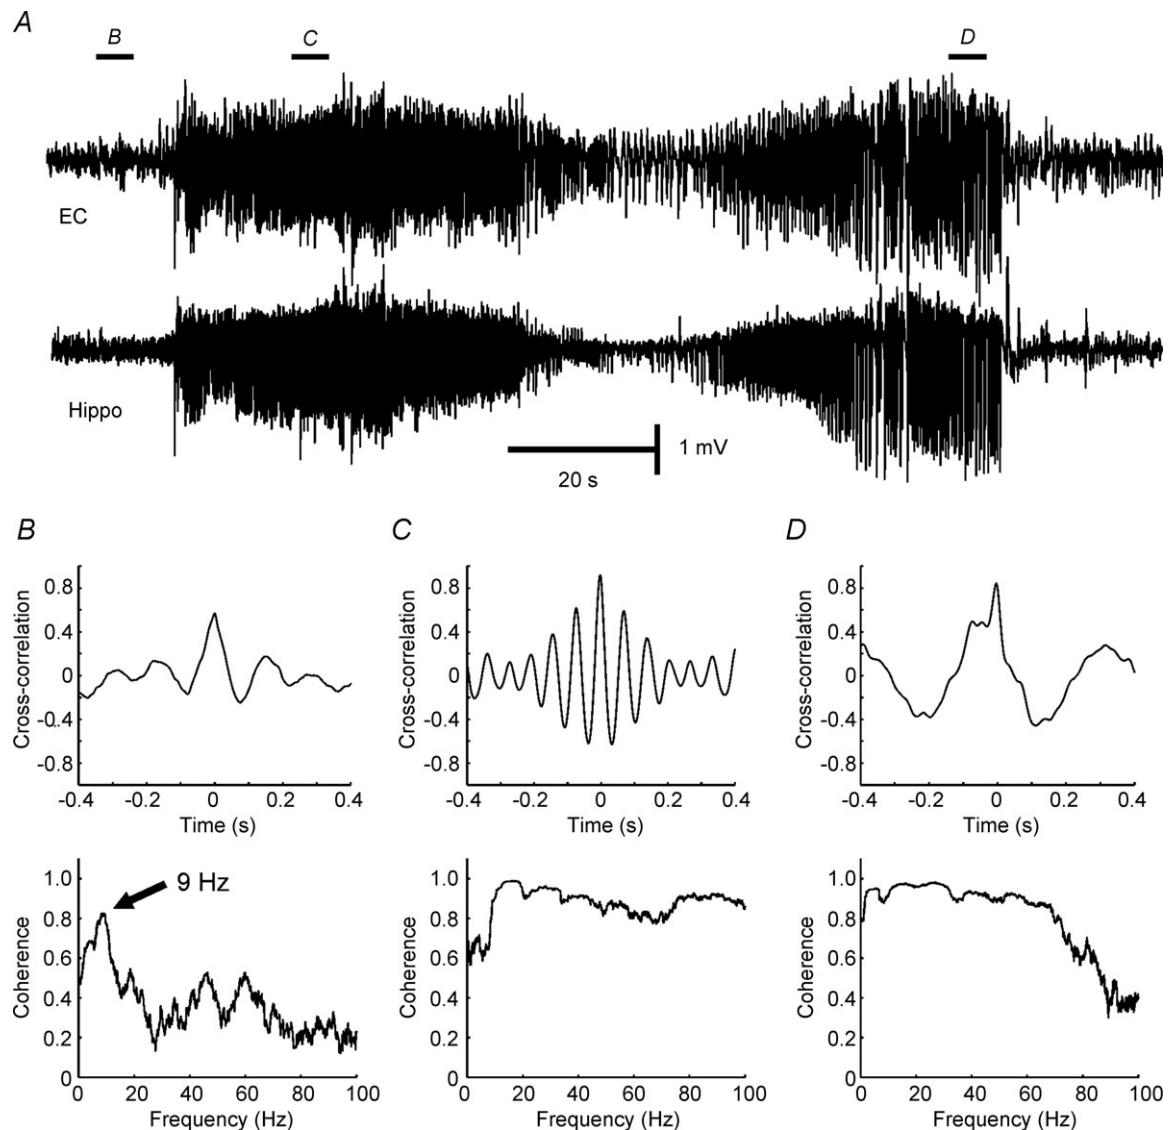 A
B C D
EC
Hippo
1 mV
20 s
B C D
0.8 0.8 0.8
0.4 0.4 0.4
0 0 0
-0.4 -0.4 -0.4
-0.8 -0.8 -0.8
Cross-correlation Cross-correlation Cross-correlation
-0.4 -0.2 0 0.2 0.4 -0.4 -0.2 0 0.2 0.4 -0.4 -0.2 0 0.2 0.4
Time (s) Time (s) Time (s)
9 Hz
1.0 1.0 1.0
0.8 0.8 0.8
0.6 0.6 0.6
0.4 0.4 0.4
0.2 0.2 0.2
0 0 0
Coherence Coherence Coherence
0 20 40 60 80 100 0 20 40 60 80 100 0 20 40 60 80 100
Frequency (Hz) Frequency (Hz) Frequency (Hz)